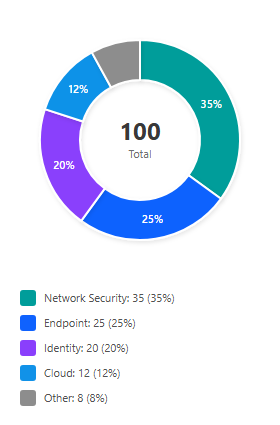 12%
35%
100
Total
20%
25%
Network Security: 35 (35%)
Endpoint: 25 (25%)
Identity: 20 (20%)
Cloud: 12 (12%)
Other: 8 (8%)